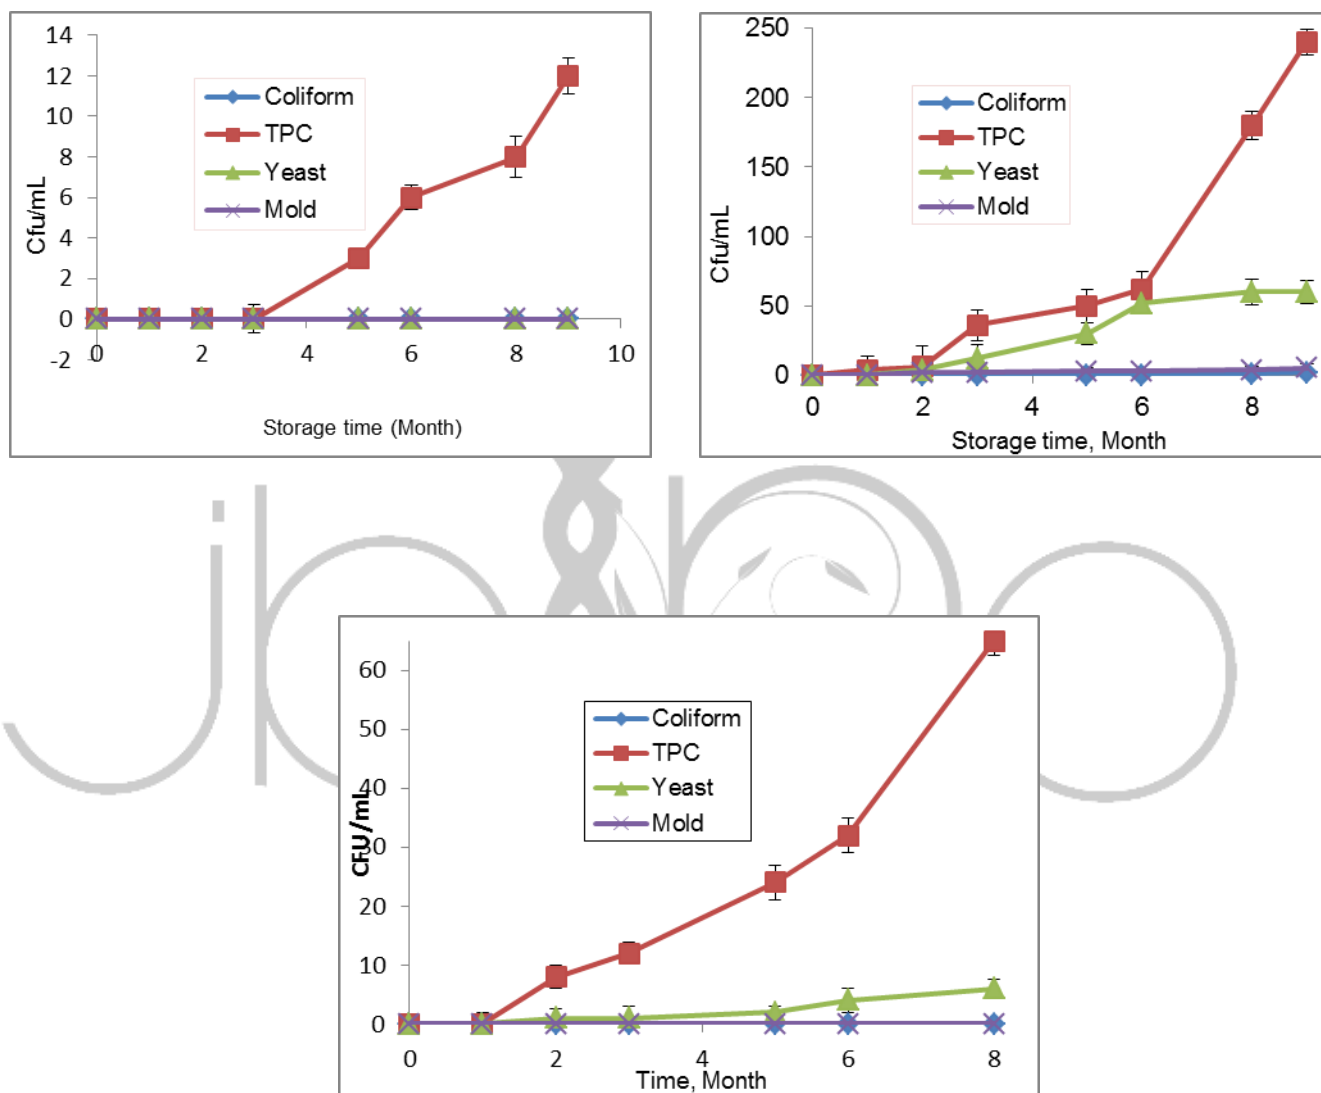 14
12
10
8
6
4
2
0
-2
Cfu/mL
Coliform
TPC
Yeast
Mold
0 2 4 6 8 10
Storage time (Month)
250
200
150
100
50
0
Cfu/mL
Coliform
TPC
Yeast
Mold
0 2 4 6 8
Storage time, Month
60
50
40
30
20
10
0
CFU/mL
Coliform
TPC
Yeast
Mold
0 2 4 6 8
Time, Month